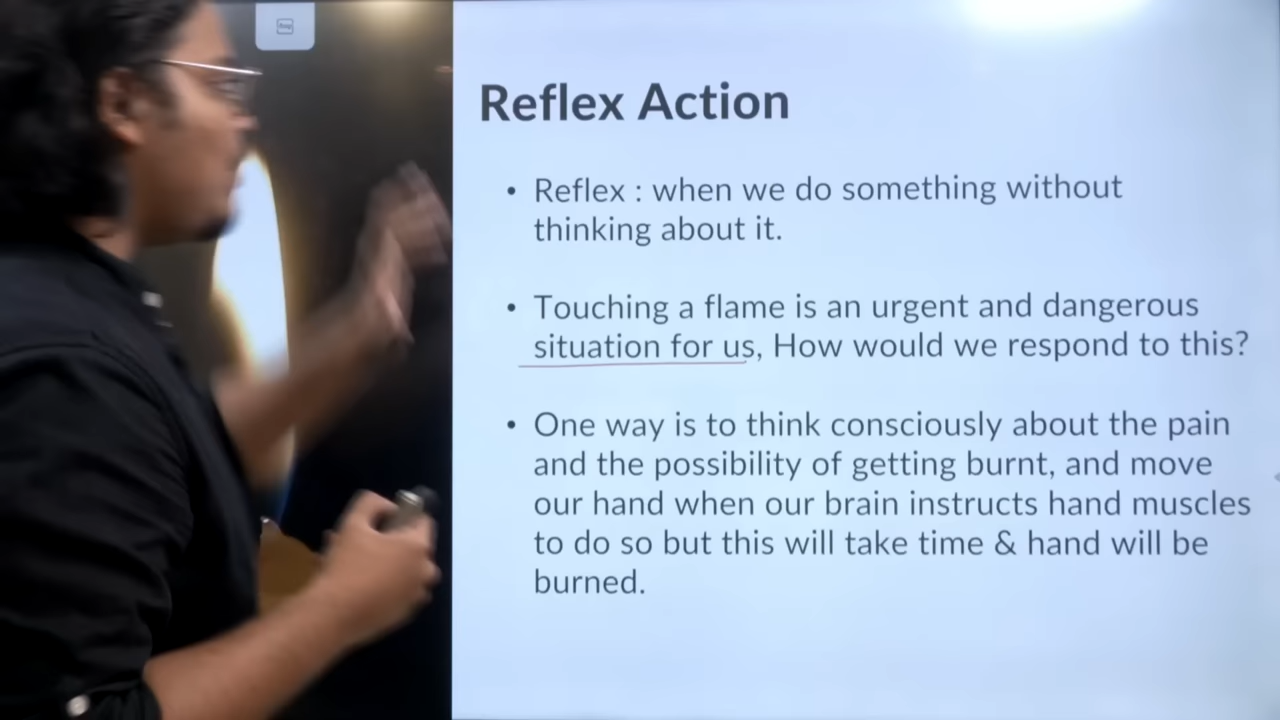 Reflex Action
• Reflex : when we do something without
thinking about it.
• Touching a flame is an urgent and dangerous
situation for us, How would we respond to this?
• One way is to think consciously about the pain
and the possibility of getting burnt, and move
our hand when our brain instructs hand muscles
to do so but this will take time & hand will be
burned.